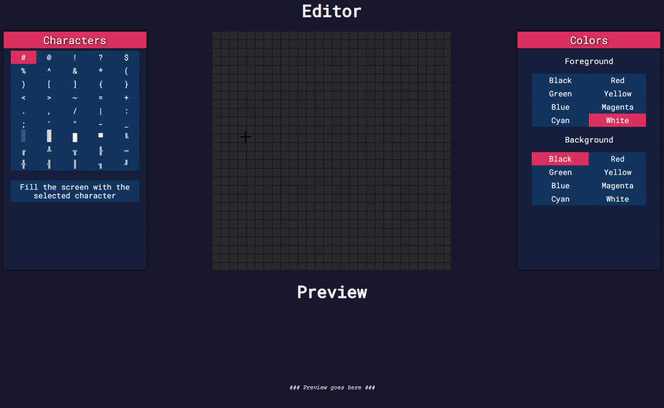 Editor
Characters
# @ ! ? $
% ^ & * (
) [ ] { }
< > ~ = +
. , / | :
; ' " - _
Fill the screen with the
selected character
Colors
Foreground
Black Red
Green Yellow
Blue Magenta
Cyan White
Background
Black Red
Green Yellow
Blue Magenta
Cyan White
Preview
### Preview goes here ###